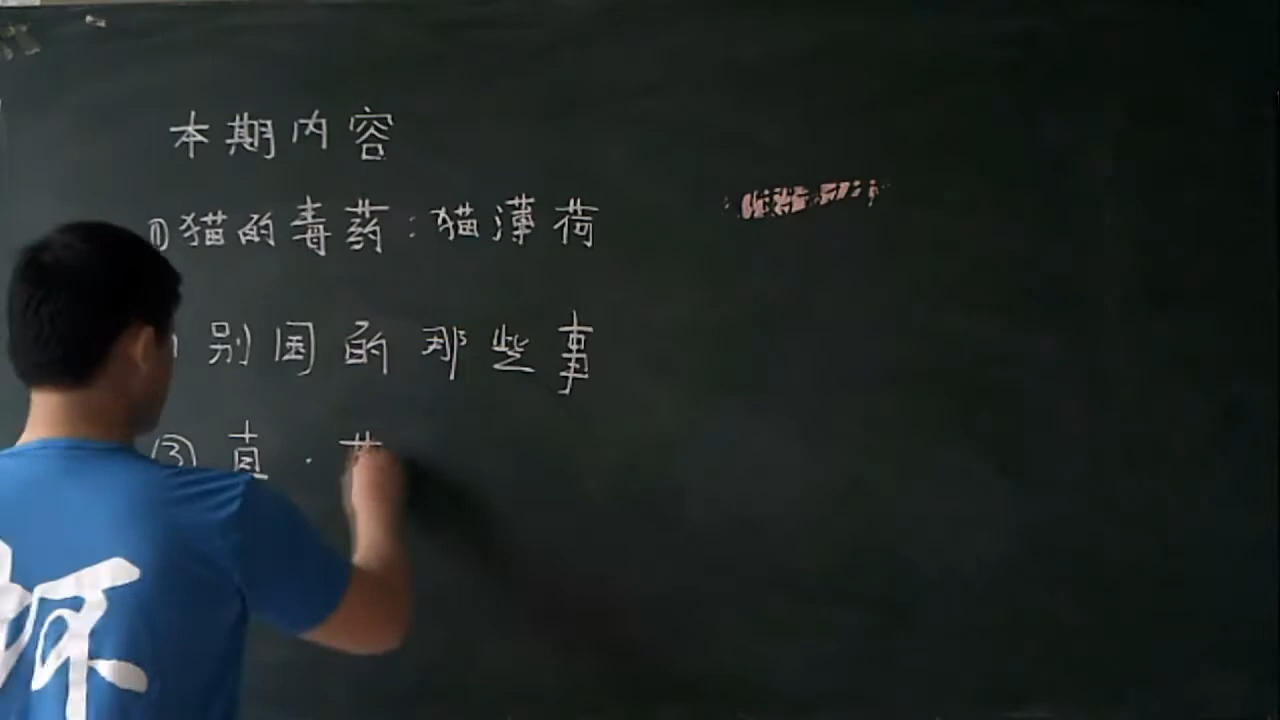 本期内容
①猫的毒药:猫薄荷
别国的那些事
③真·
坏